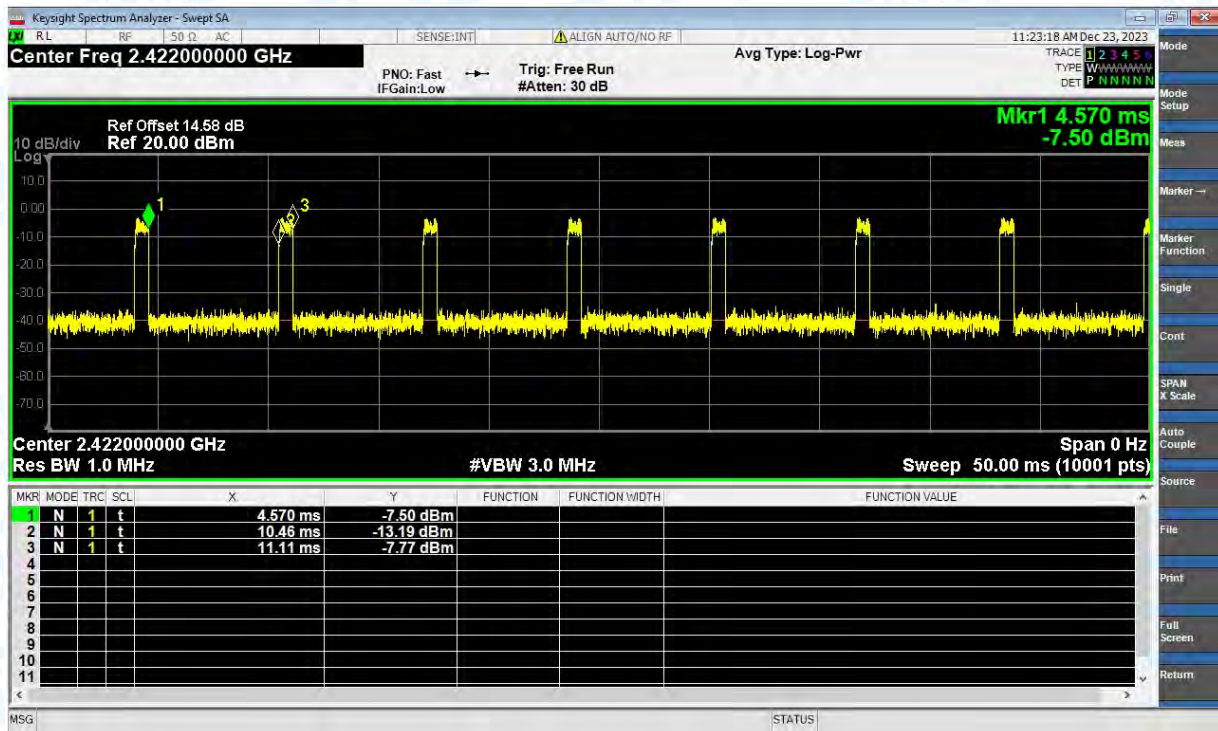 Keysight Spectrum Analyzer - Swept SA
LXI RL RF 50 Ω AC SENSE:INT ALIGN AUTO/NO RF 11:23:18 AM Dec 23, 2023
Center Freq 2.422000000 GHz
PNO: Fast
IFGain:Low
Trig: Free Run
#Atten: 30 dB
Avg Type: Log-Pwr
TRACE 1 2 3 4 5 6
TYPE WWWWWWW
DET P N N N N N
Ref Offset 14.58 dB
10 dB/div Ref 20.00 dBm
Log
Mkr1 4.570 ms
-7.50 dBm
10.0
0.00
-10.0
-20.0
-30.0
-40.0
-50.0
-60.0
-70.0
1
2
3
Center 2.422000000 GHz Span 0 Hz
Res BW 1.0 MHz #VBW 3.0 MHz Sweep 50.00 ms (10001 pts)
MKR MODE TRC SCL X Y FUNCTION FUNCTION WIDTH FUNCTION VALUE
1 N 1 t 4.570 ms -7.50 dBm
2 N 1 t 10.46 ms -13.19 dBm
3 N 1 t 11.11 ms -7.77 dBm
4
5
6
7
8
9
10
11
MSG STATUS
Mode
Mode
Setup
Meas
Marker→
Marker
Function
Single
Cont
SPAN
X Scale
Auto
Couple
Source
File
Print
Full
Screen
Return